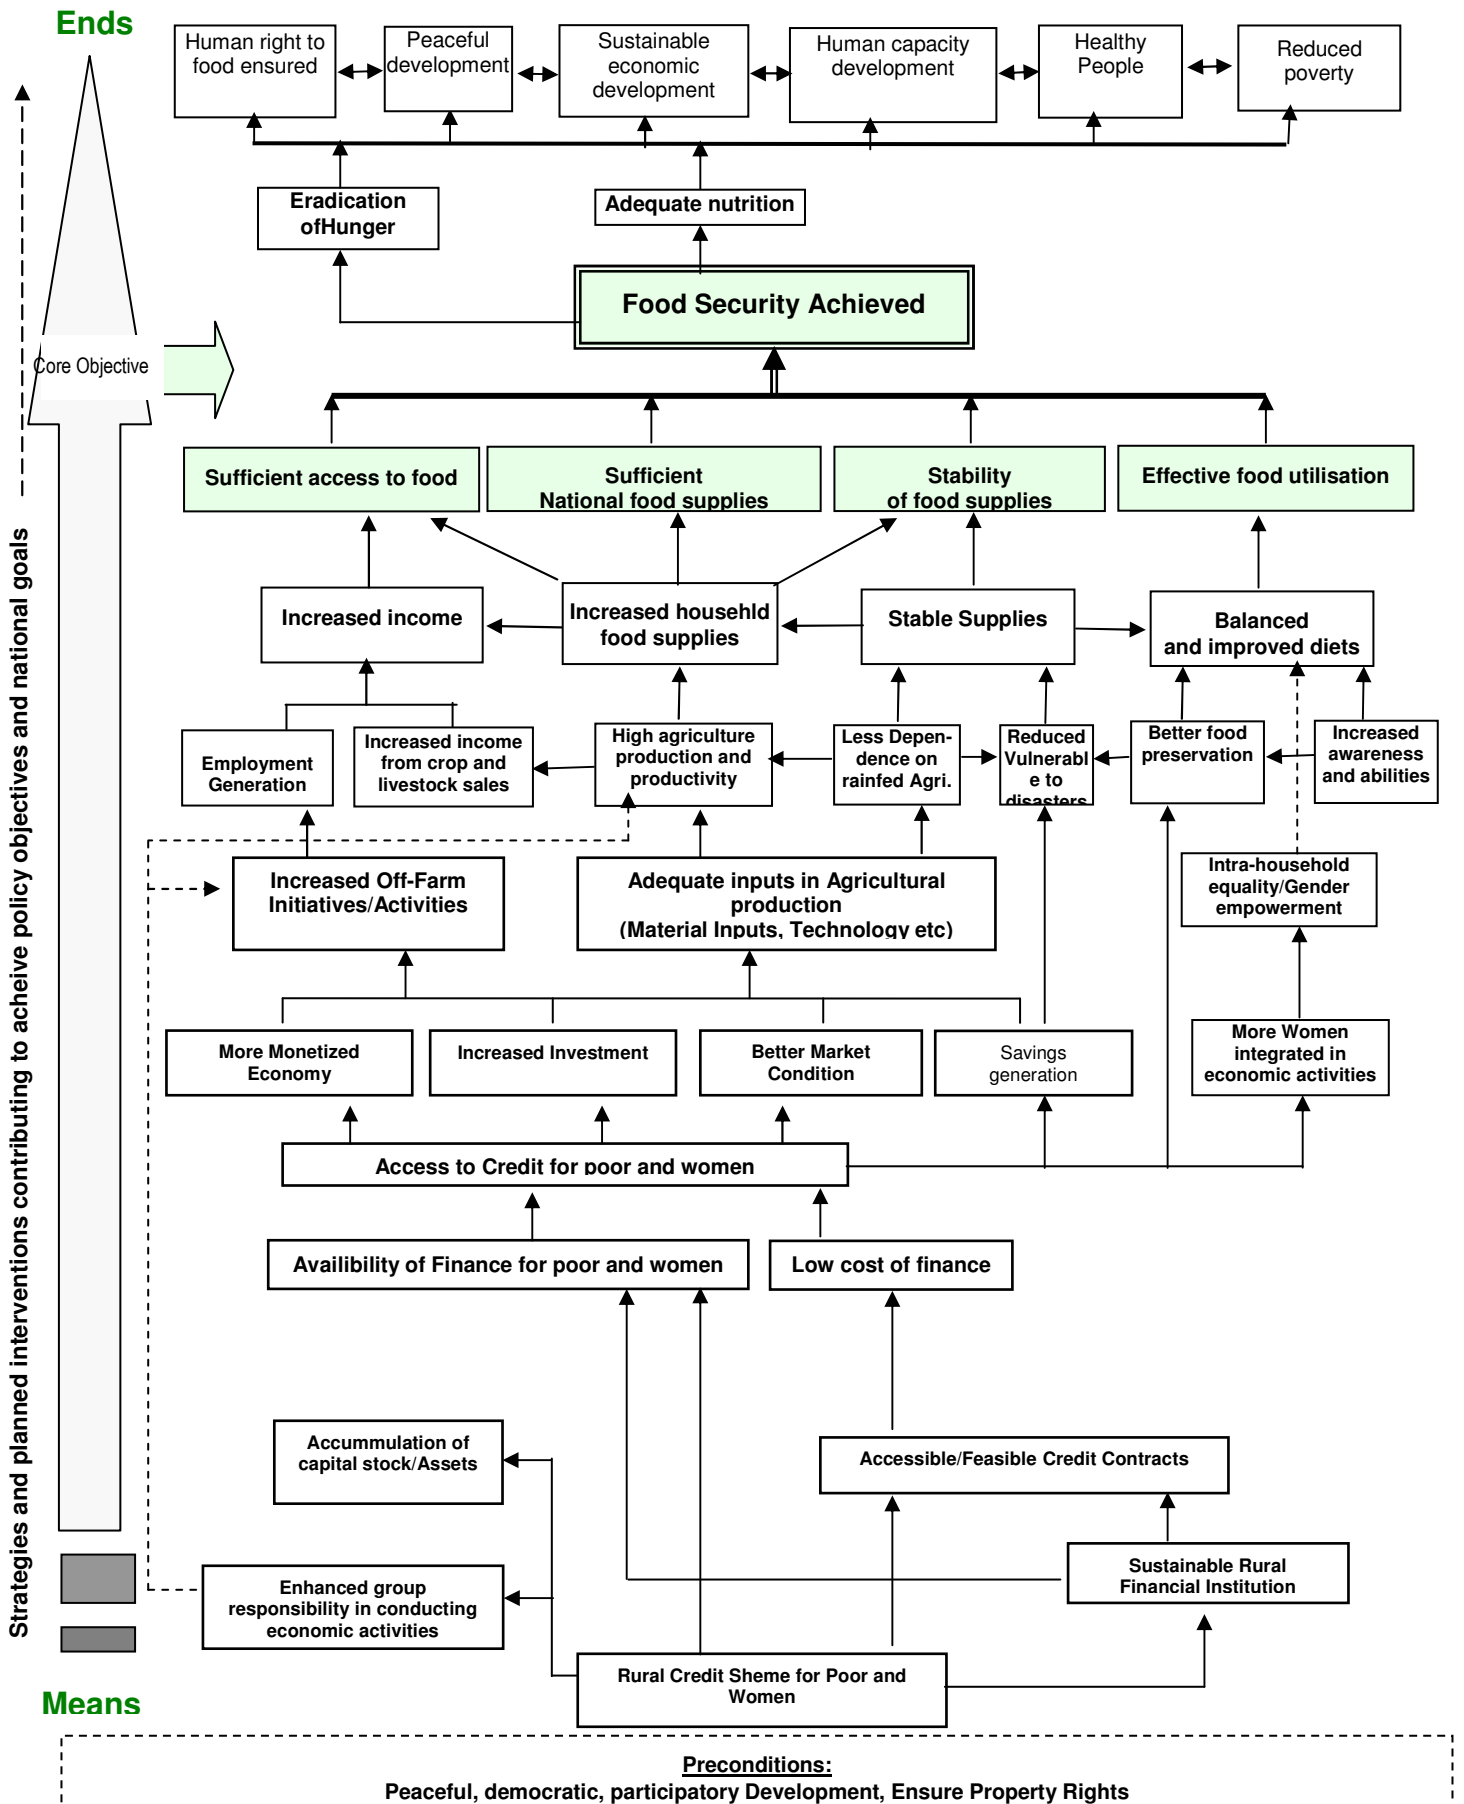 Ends
Human right to
food ensured
Peaceful
development
Sustainable
economic
development
Human capacity
development
Healthy
People
Reduced
poverty
Eradication
ofHunger
Adequate nutrition
Food Security Achieved
Core Objective
Sufficient access to food
Sufficient
National food supplies
Stability
of food supplies
Effective food utilisation
Increased income
Increased househld
food supplies
Stable Supplies
Balanced
and improved diets
Employment
Generation
Increased income
from crop and
livestock sales
High agriculture
production and
productivity
Less Depen-
dence on
rainfed Agri.
Reduced
Vulnerabl
e to
disasters
Better food
preservation
Increased
awareness
and abilities
Increased Off-Farm
Initiatives/Activities
Adequate inputs in Agricultural
production
(Material Inputs, Technology etc)
Intra-household
equality/Gender
empowerment
More Monetized
Economy
Increased Investment
Better Market
Condition
Savings
generation
More Women
integrated in
economic activities
Access to Credit for poor and women
Availibility of Finance for poor and women
Low cost of finance
Accummulation of
capital stock/Assets
Accessible/Feasible Credit Contracts
Sustainable Rural
Financial Institution
Enhanced group
responsibility in conducting
economic activities
Rural Credit Sheme for Poor and
Women
Strategies and planned interventions contributing to acheive policy objectives and national goals
Means
Preconditions:
Peaceful, democratic, participatory Development, Ensure Property Rights